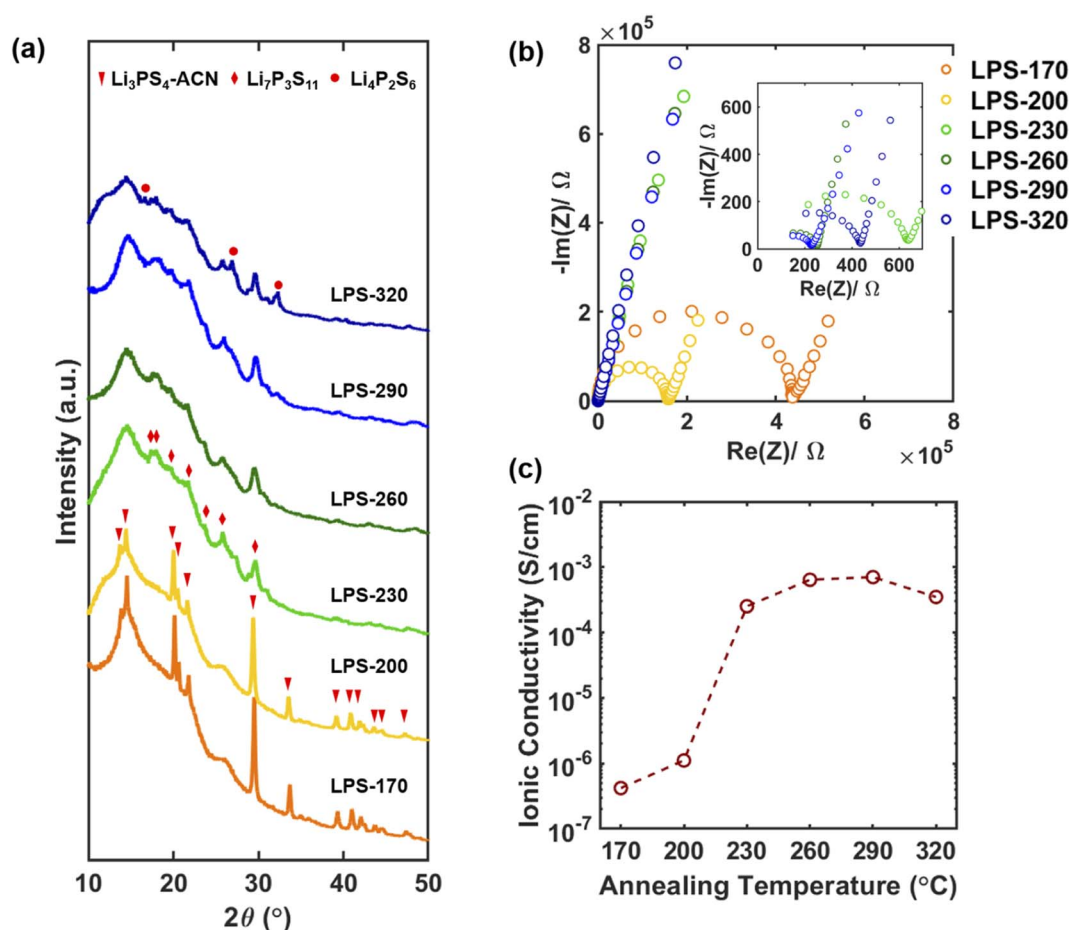 (a)
Li₃PS₄-ACN Li₇P₃S₁₁ Li₄P₂S₆
LPS-320
LPS-290
LPS-260
LPS-230
LPS-200
LPS-170
Intensity (a.u.)
10 20 30 40 50
2θ (°)
(b)
×10⁵
8
6
4
2
0
-Im(Z)/ Ω
0 2 4 6 8
Re(Z)/ Ω
×10⁵
600
400
200
0
-Im(Z)/ Ω
0 200 400 600
Re(Z)/ Ω
LPS-170
LPS-200
LPS-230
LPS-260
LPS-290
LPS-320
(c)
10⁻²
10⁻³
10⁻⁴
10⁻⁵
10⁻⁶
10⁻⁷
Ionic Conductivity (S/cm)
170 200 230 260 290 320
Annealing Temperature (°C)